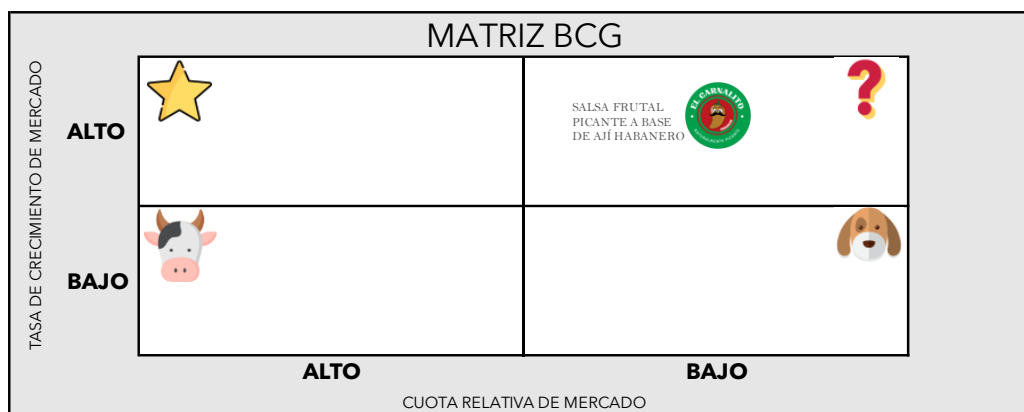 MATRIZ BCG
TASA DE CRECIMIENTO DE MERCADO
ALTO
SALSA FRUTAL
PICANTE A BASE
DE AJÍ HABANERO
EL CARNALITO
BAJO
ALTO
BAJO
CUOTA RELATIVA DE MERCADO